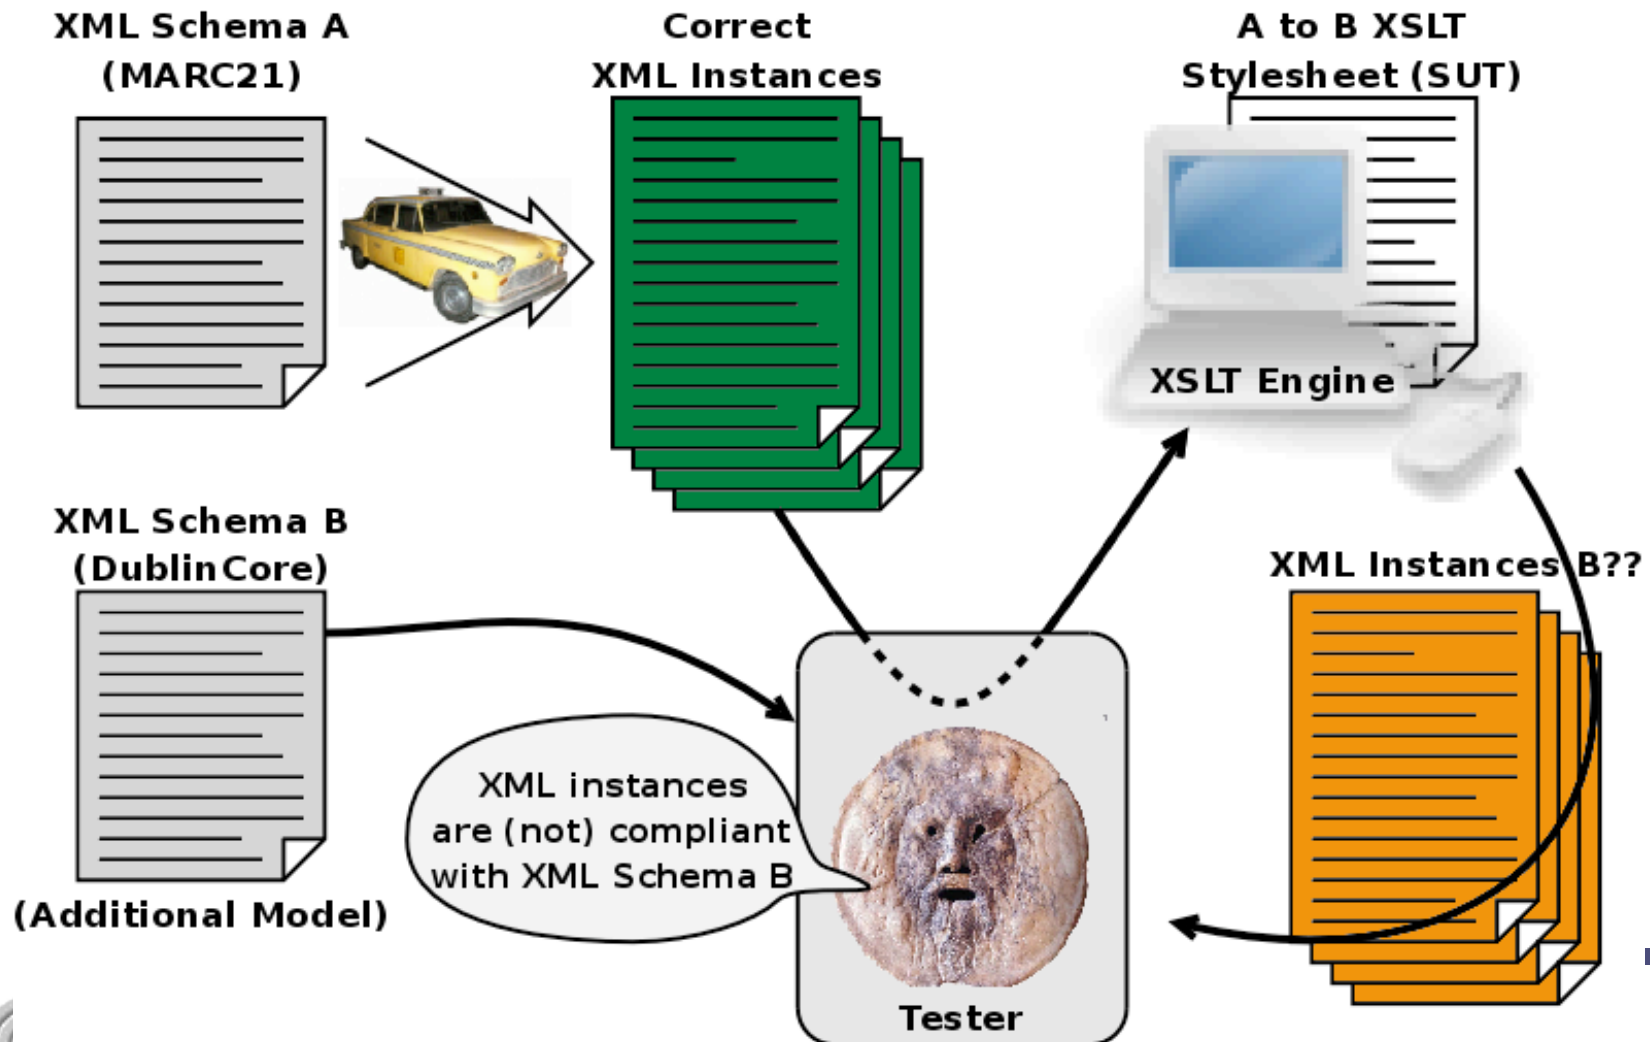 XML Schema A
(MARC21)
Correct
XML Instances
A to B XSLT
Stylesheet (SUT)
XSLT Engine
XML Schema B
(DublinCore)
(Additional Model)
XML Instances B??
XML instances
are (not) compliant
with XML Schema B
Tester